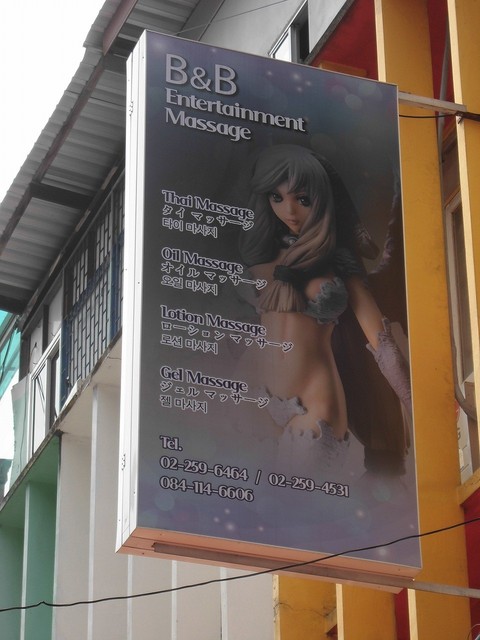 B&B
Entertainment
Massage
Thai Massage
タイ マッサージ
타이 마사지
Oil Massage
オイル マッサージ
오일 마사지
Lotion Massage
ローション マッサージ
로션 마사지
Gel Massage
ジェル マッサージ
젤 마사지
Tel.
02-259-6464 / 02-259-4531
084-114-6606